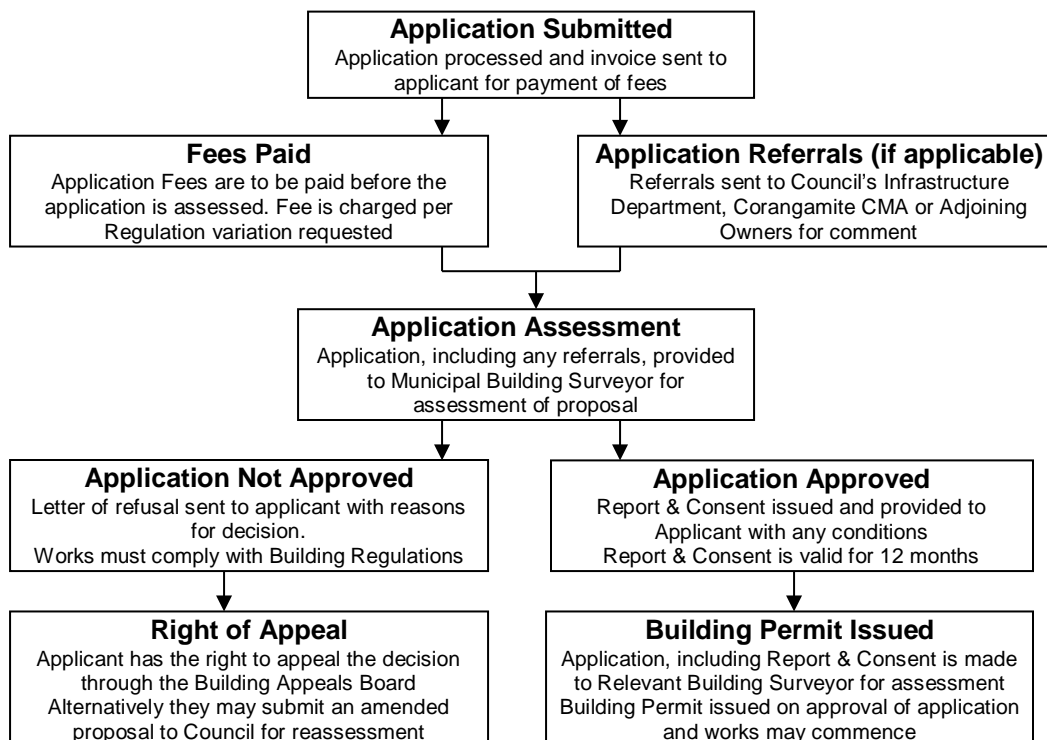 Application Submitted
Application processed and invoice sent to
applicant for payment of fees
Fees Paid
Application Fees are to be paid before the
application is assessed. Fee is charged per
Regulation variation requested
Application Referrals (if applicable)
Referrals sent to Council's Infrastructure
Department, Corangamite CMA or Adjoining
Owners for comment
Application Assessment
Application, including any referrals, provided
to Municipal Building Surveyor for
assessment of proposal
Application Not Approved
Letter of refusal sent to applicant with reasons
for decision.
Works must comply with Building Regulations
Application Approved
Report & Consent issued and provided to
Applicant with any conditions
Report & Consent is valid for 12 months
Right of Appeal
Applicant has the right to appeal the decision
through the Building Appeals Board
Alternatively they may submit an amended
proposal to Council for reassessment
Building Permit Issued
Application, including Report & Consent is made
to Relevant Building Surveyor for assessment
Building Permit issued on approval of application
and works may commence